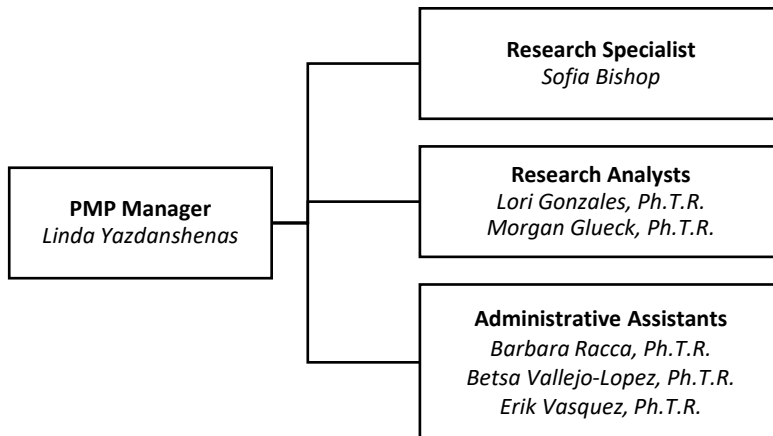 Research Specialist
Sofia Bishop
PMP Manager
Linda Yazdanshenas
Research Analysts
Lori Gonzales, Ph.T.R.
Morgan Glueck, Ph.T.R.
Administrative Assistants
Barbara Racca, Ph.T.R.
Betsa Vallejo-Lopez, Ph.T.R.
Erik Vasquez, Ph.T.R.